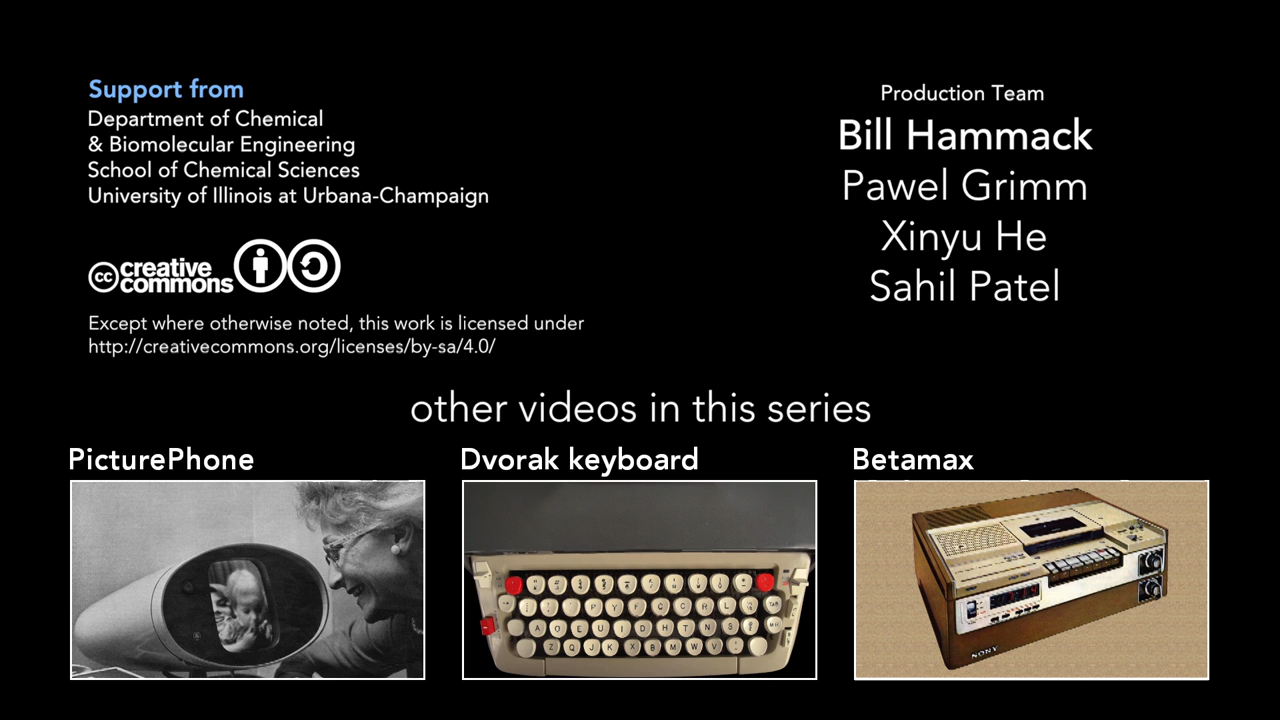 Support from
Department of Chemical
& Biomolecular Engineering
School of Chemical Sciences
University of Illinois at Urbana-Champaign
cc creative commons
Except where otherwise noted, this work is licensed under
http://creativecommons.org/licenses/by-sa/4.0/
Production Team
Bill Hammack
Pawel Grimm
Xinyu He
Sahil Patel
other videos in this series
PicturePhone
Dvorak keyboard
Betamax
P Y F G C R L
A O E U I D H T N S
Z Q J K X B M W V
SONY